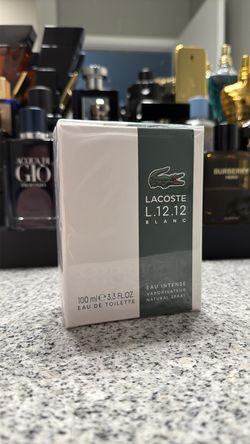 ACQUA DI
GIÒ
BURBERRY
HERO
LACOSTE
L.12.12
BLANC
100 ml e 3.3 FL.OZ
EAU DE TOILETTE
EAU INTENSE
VAPORISATEUR
NATURAL SPRAY